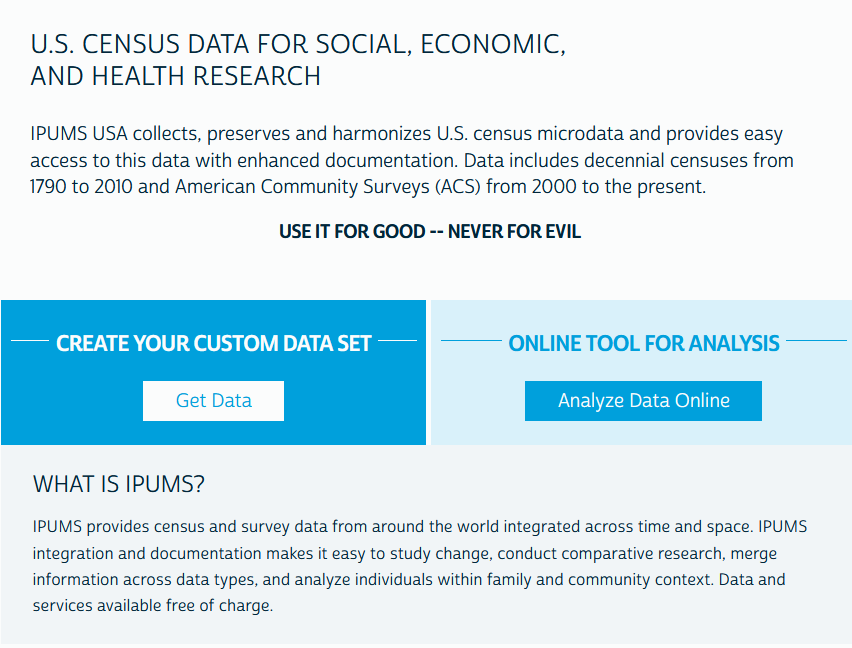 U.S. CENSUS DATA FOR SOCIAL, ECONOMIC,
AND HEALTH RESEARCH
IPUMS USA collects, preserves and harmonizes U.S. census microdata and provides easy
access to this data with enhanced documentation. Data includes decennial censuses from
1790 to 2010 and American Community Surveys (ACS) from 2000 to the present.
USE IT FOR GOOD -- NEVER FOR EVIL
CREATE YOUR CUSTOM DATA SET
Get Data
ONLINE TOOL FOR ANALYSIS
Analyze Data Online
WHAT IS IPUMS?
IPUMS provides census and survey data from around the world integrated across time and space. IPUMS
integration and documentation makes it easy to study change, conduct comparative research, merge
information across data types, and analyze individuals within family and community context. Data and
services available free of charge.